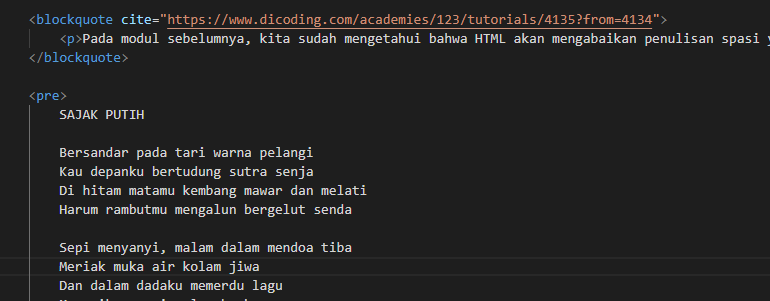 <blockquote cite="https://www.dicoding.com/academies/123/tutorials/4135?from=4134">
<p>Pada modul sebelumnya, kita sudah mengetahui bahwa HTML akan mengabaikan penulisan spasi
</blockquote>
<pre>
SAJAK PUTIH
Bersandar pada tari warna pelangi
Kau depanku bertudung sutra senja
Di hitam matamu kembang mawar dan melati
Harum rambutmu mengalun bergelut senda
Sepi menyanyi, malam dalam mendoa tiba
Meriak muka air kolam jiwa
Dan dalam dadaku memerdu lagu